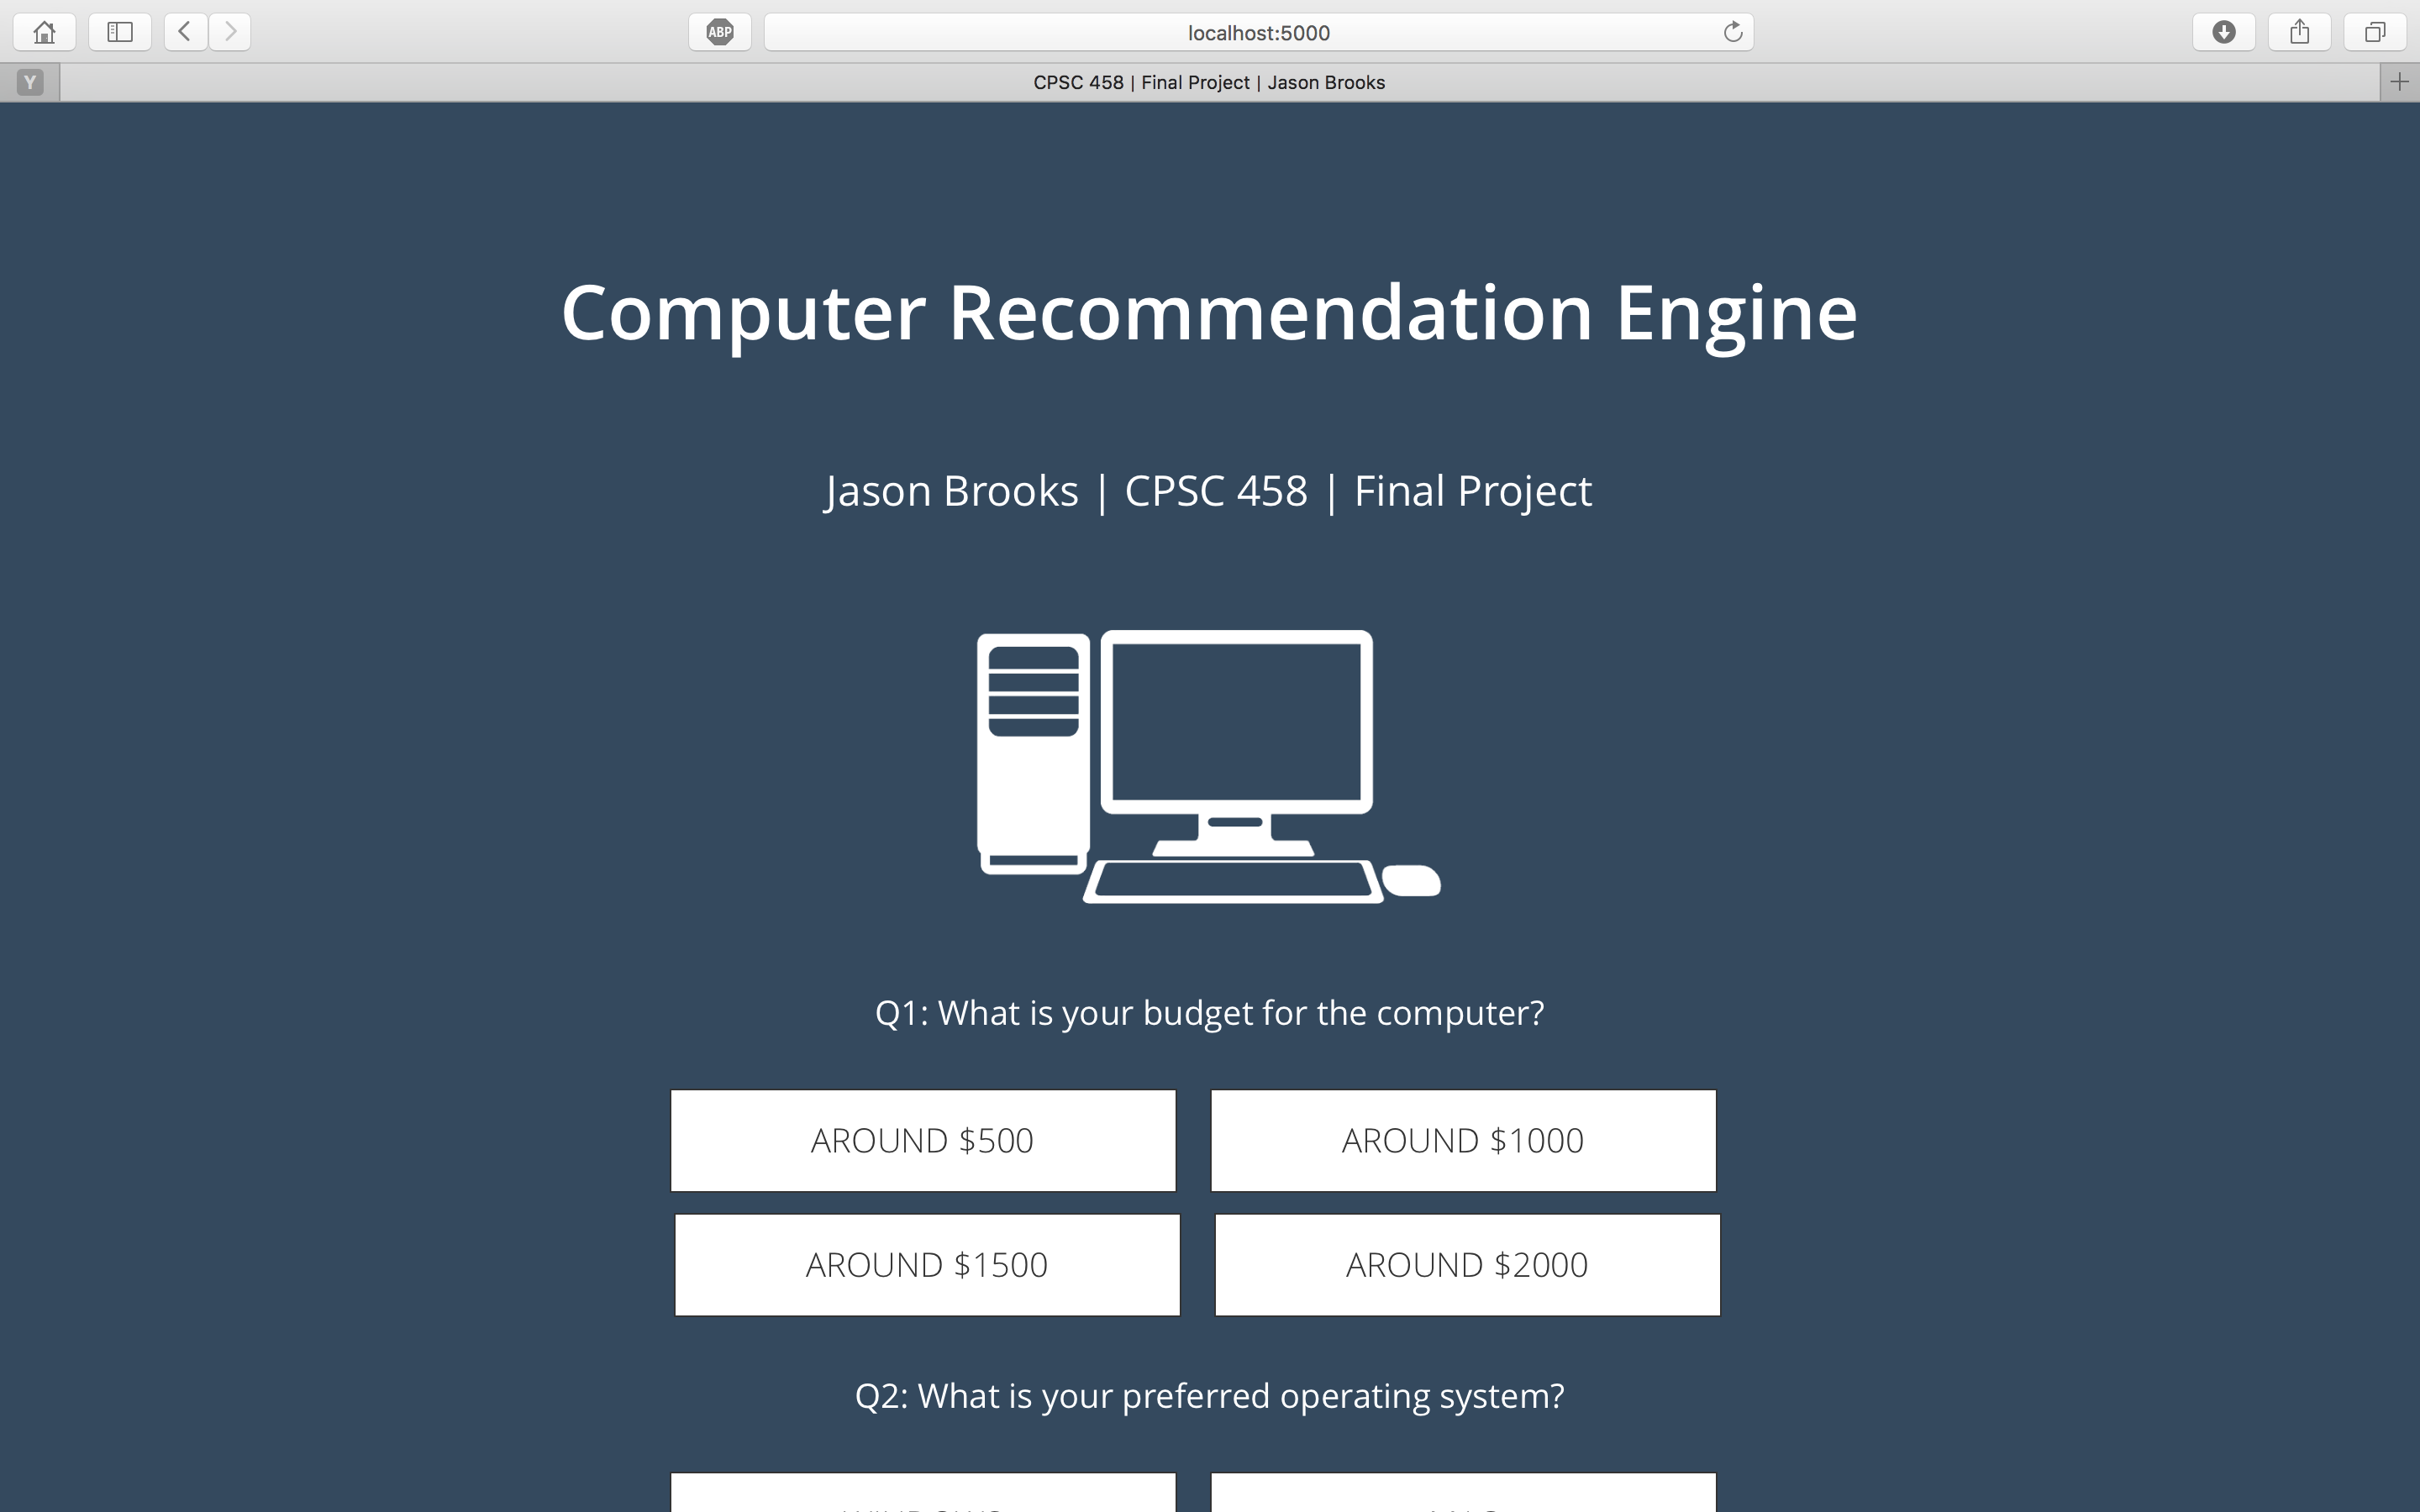 ABP
localhost:5000
Y
CPSC 458 | Final Project | Jason Brooks
Computer Recommendation Engine
Jason Brooks | CPSC 458 | Final Project
Q1: What is your budget for the computer?
AROUND $500
AROUND $1000
AROUND $1500
AROUND $2000
Q2: What is your preferred operating system?